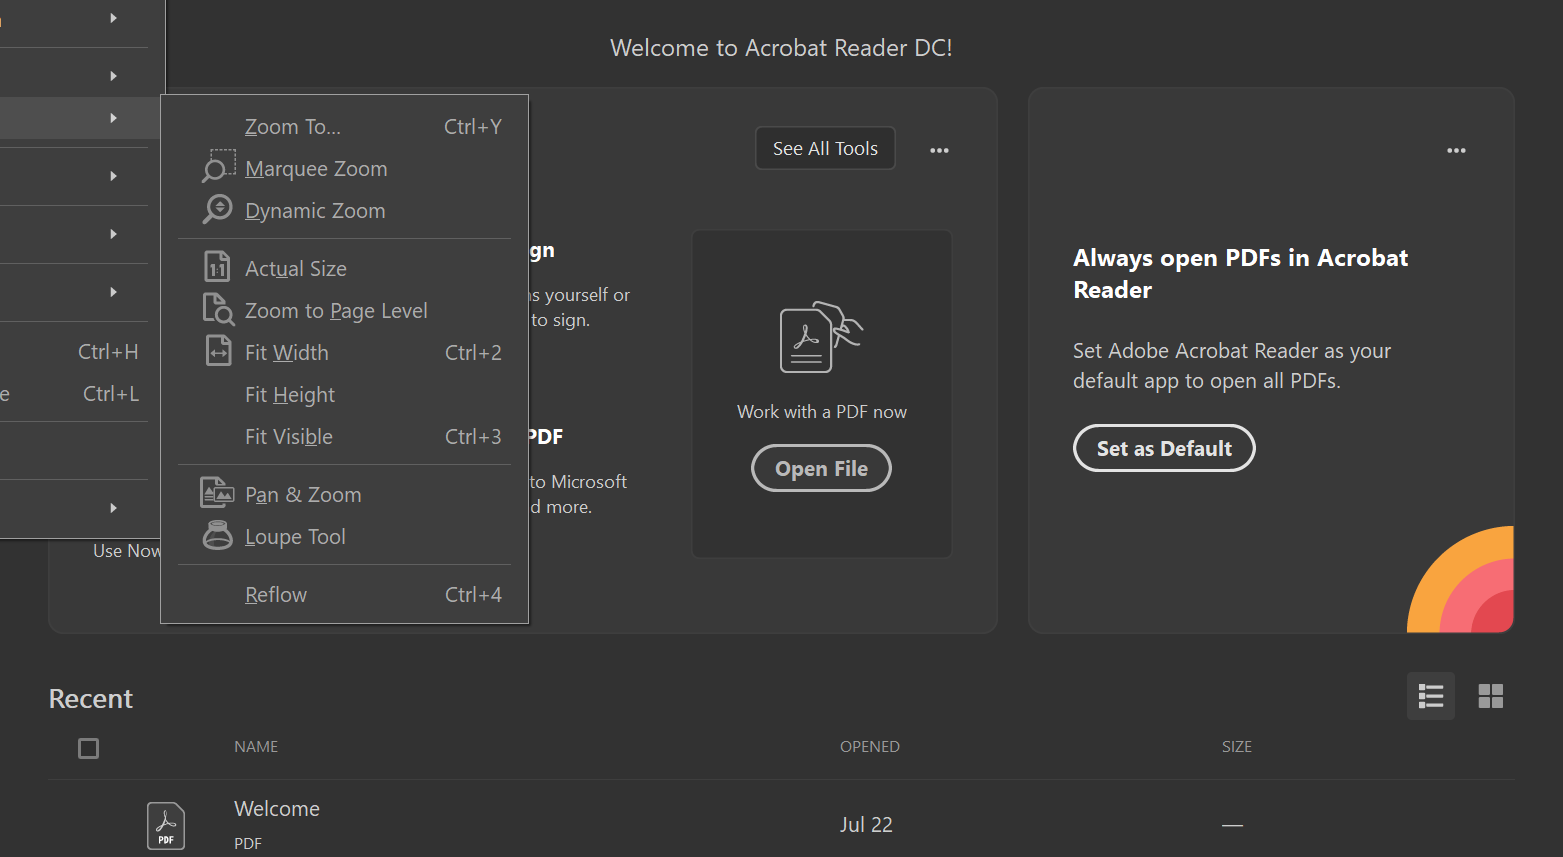 Welcome to Acrobat Reader DC!
Ctrl+H
Ctrl+L
Zoom To... Ctrl+Y
Marquee Zoom
Dynamic Zoom
Actual Size
Zoom to Page Level
Fit Width Ctrl+2
Fit Height
Fit Visible Ctrl+3
Pan & Zoom
Loupe Tool
Reflow Ctrl+4
See All Tools
yourself or
to sign.
PDF
to Microsoft
more.
Use Now
Work with a PDF now
Open File
Always open PDFs in Acrobat
Reader
Set Adobe Acrobat Reader as your
default app to open all PDFs.
Set as Default
Recent
NAME OPENED SIZE
Welcome
PDF
PDF
Jul 22 —